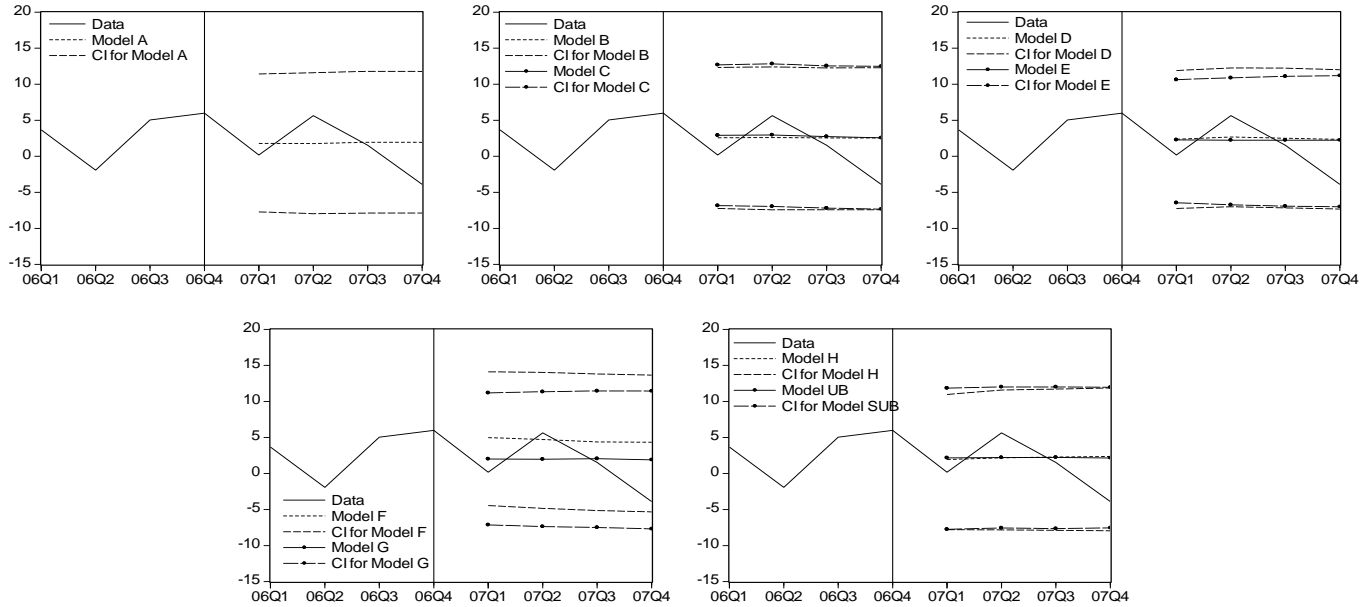 20
15
10
5
0
-5
-10
-15
Data
Model A
CI for Model A
06Q1 06Q2 06Q3 06Q4 07Q1 07Q2 07Q3 07Q4
20
15
10
5
0
-5
-10
-15
Data
Model B
CI for Model B
Model C
CI for Model C
06Q1 06Q2 06Q3 06Q4 07Q1 07Q2 07Q3 07Q4
20
15
10
5
0
-5
-10
-15
Data
Model D
CI for Model D
Model E
CI for Model E
06Q1 06Q2 06Q3 06Q4 07Q1 07Q2 07Q3 07Q4
20
15
10
5
0
-5
-10
-15
Data
Model F
CI for Model F
Model G
CI for Model G
06Q1 06Q2 06Q3 06Q4 07Q1 07Q2 07Q3 07Q4
20
15
10
5
0
-5
-10
-15
Data
Model H
CI for Model H
Model UB
CI for Model SUB
06Q1 06Q2 06Q3 06Q4 07Q1 07Q2 07Q3 07Q4